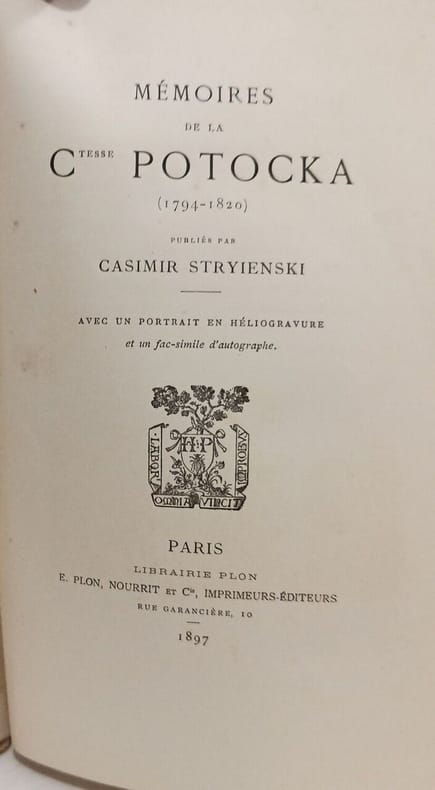 MÉMOIRES
DE LA
CTESSE POTOCKA
(1794-1820)
PUBLIÉS PAR
CASIMIR STRYIENSKI
AVEC UN PORTRAIT EN HÉLIOGRAVURE
et un fac-simile d'autographe.
LABOR
H P
IMPROBVS
OMNIA VINCIT
PARIS
LIBRAIRIE PLON
E. PLON, NOURRIT ET Cie, IMPRIMEURS-ÉDITEURS
RUE GARANCIÈRE, 10
1897